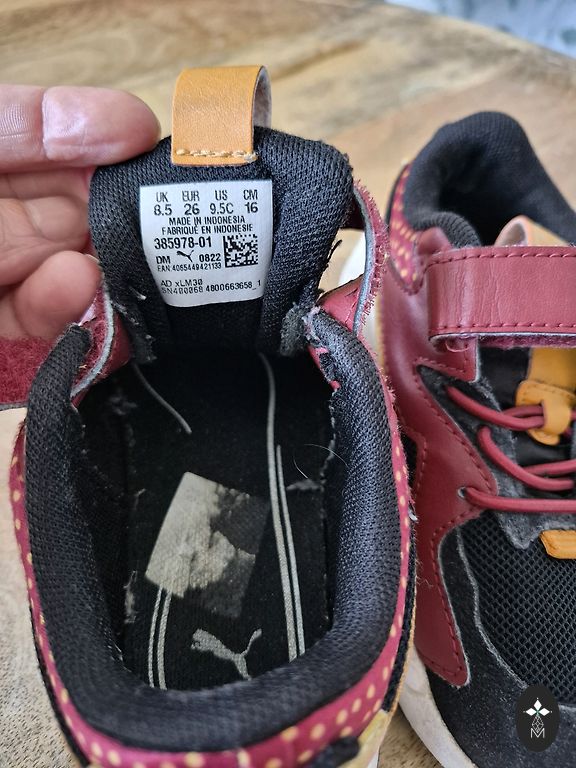 UK EUR US CM
8.5 26 9.5C 16
MADE IN INDONESIA
FABRIQUÉ EN INDONESIE
385978-01
DM 0822
EAN:4065449421133
AD xLM30
SN400068 4800663658_1
M